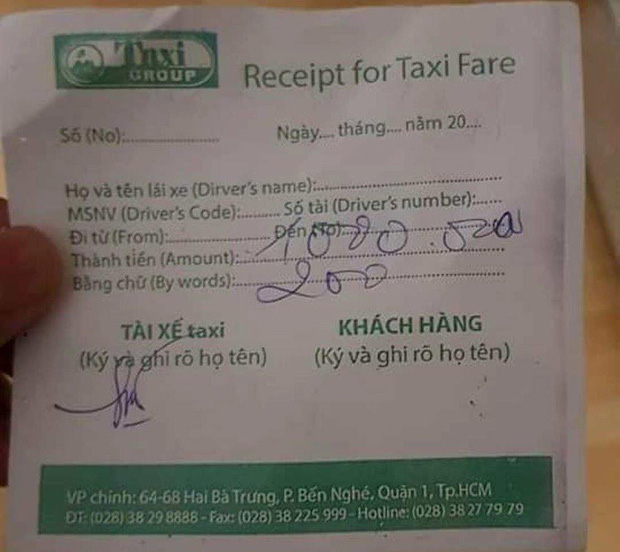 Taxi
GROUP
Receipt for Taxi Fare
Số (No):....................
Ngày.... tháng.... năm 20....
Họ và tên lái xe (Dirver's name):........................................
MSNV (Driver's Code):......... Số tài (Driver's number):......
Đi từ (From):.................... Đến (To):........................
Thành tiền (Amount):........................................
Bằng chữ (By words):........................................
200
TÀI XẾ taxi
KHÁCH HÀNG
(Ký và ghi rõ họ tên)
(Ký và ghi rõ họ tên)
VP chính: 64-68 Hai Bà Trưng, P. Bến Nghé, Quận 1, Tp.HCM
ĐT: (028) 38 29 8888 - Fax: (028) 38 225 999 - Hotline: (028) 38 27 79 79